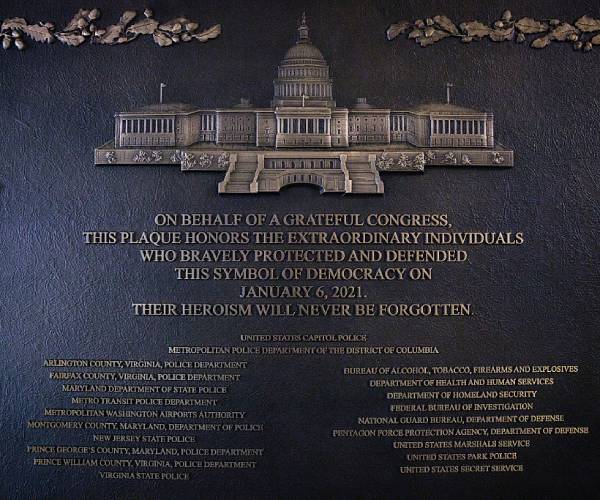 ON BEHALF OF A GRATEFUL CONGRESS,
THIS PLAQUE HONORS THE EXTRAORDINARY INDIVIDUALS
WHO BRAVELY PROTECTED AND DEFENDED
THIS SYMBOL OF DEMOCRACY ON
JANUARY 6, 2021.
THEIR HEROISM WILL NEVER BE FORGOTTEN.
UNITED STATES CAPITOL POLICE
METROPOLITAN POLICE DEPARTMENT OF THE DISTRICT OF COLUMBIA
ARLINGTON COUNTY, VIRGINIA, POLICE DEPARTMENT
FAIRFAX COUNTY, VIRGINIA, POLICE DEPARTMENT
MARYLAND DEPARTMENT OF STATE POLICE
METRO TRANSIT POLICE DEPARTMENT
METROPOLITAN WASHINGTON AIRPORTS AUTHORITY
MONTGOMERY COUNTY, MARYLAND, DEPARTMENT OF POLICE
NEW JERSEY STATE POLICE
PRINCE GEORGE'S COUNTY, MARYLAND, POLICE DEPARTMENT
PRINCE WILLIAM COUNTY, VIRGINIA, POLICE DEPARTMENT
VIRGINIA STATE POLICE
BUREAU OF ALCOHOL, TOBACCO, FIREARMS AND EXPLOSIVES
DEPARTMENT OF HEALTH AND HUMAN SERVICES
DEPARTMENT OF HOMELAND SECURITY
FEDERAL BUREAU OF INVESTIGATION
NATIONAL GUARD BUREAU, DEPARTMENT OF DEFENSE
PENTAGON FORCE PROTECTION AGENCY, DEPARTMENT OF DEFENSE
UNITED STATES MARSHALS SERVICE
UNITED STATES PARK POLICE
UNITED STATES SECRET SERVICE